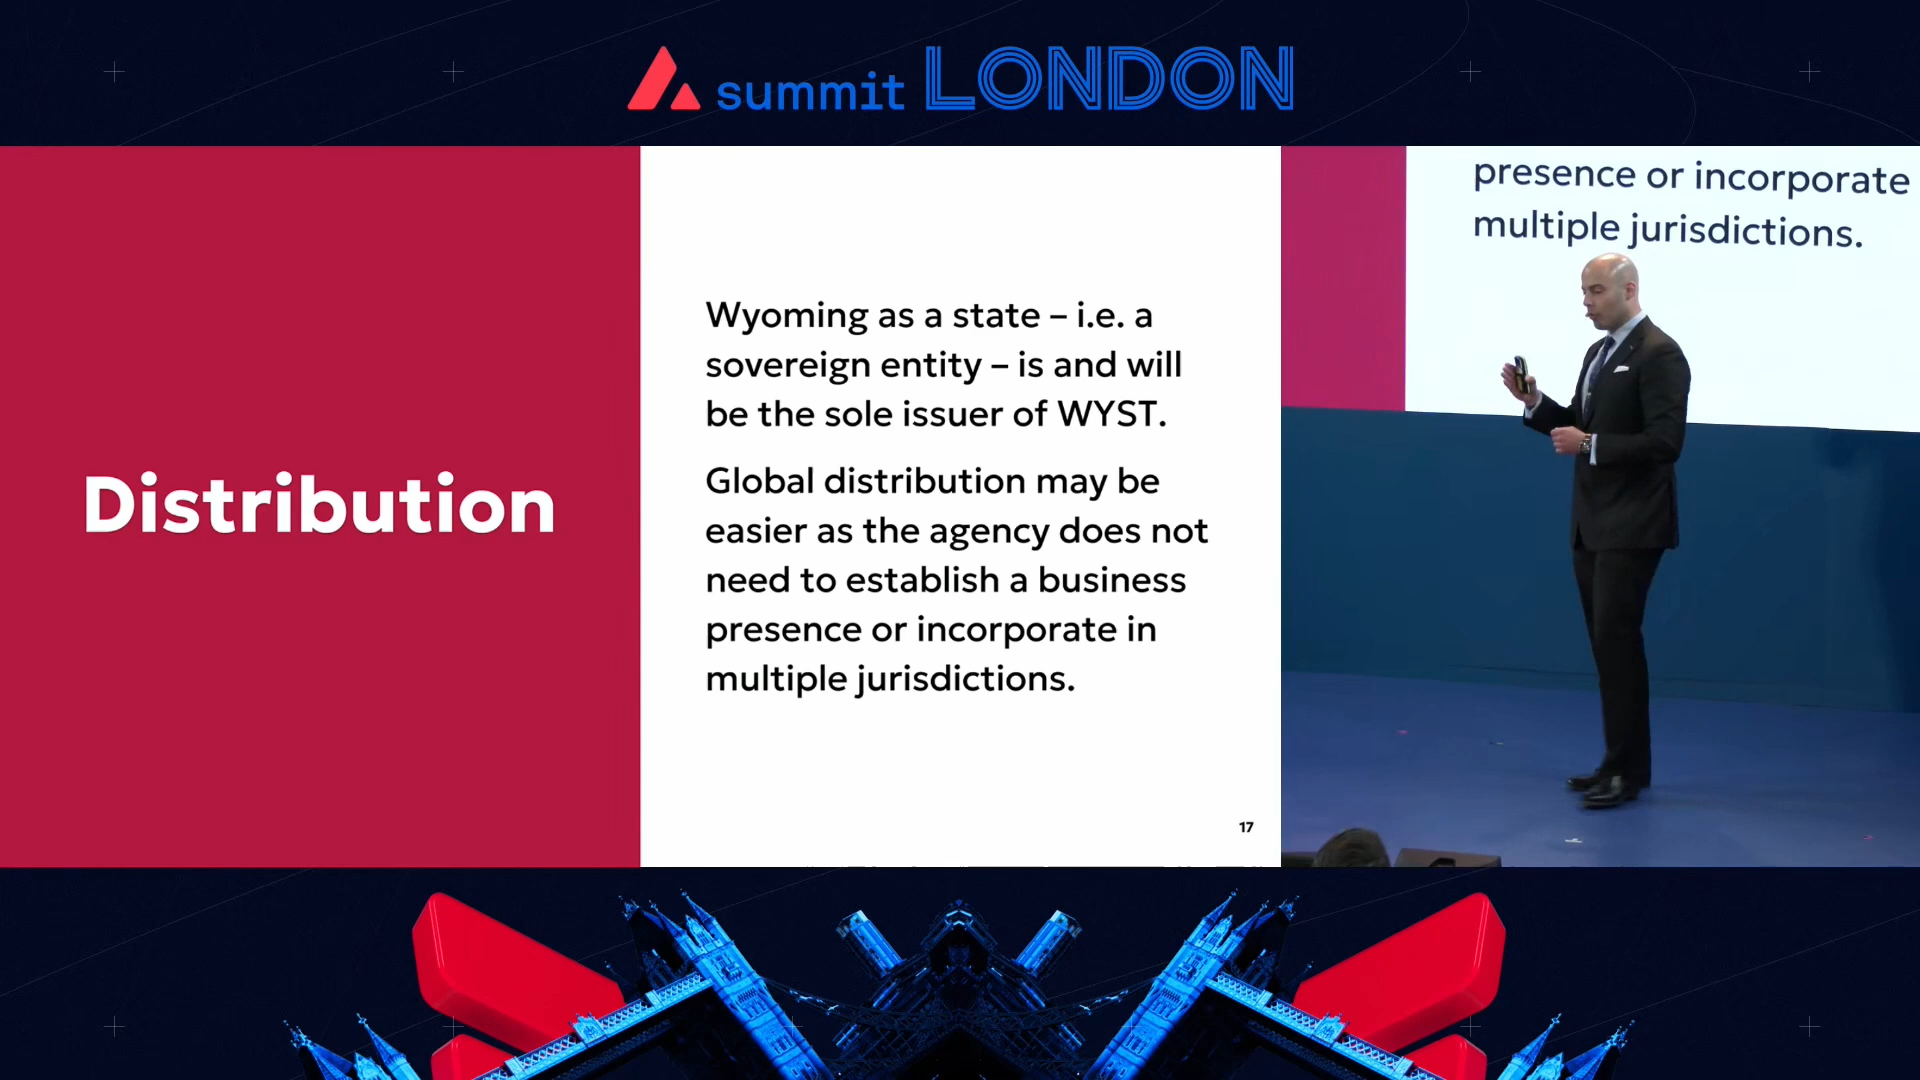 summit LONDON
Distribution
Wyoming as a state – i.e. a
sovereign entity – is and will
be the sole issuer of WYST.
Global distribution may be
easier as the agency does not
need to establish a business
presence or incorporate in
multiple jurisdictions.
17
presence or incorporate
multiple jurisdictions.